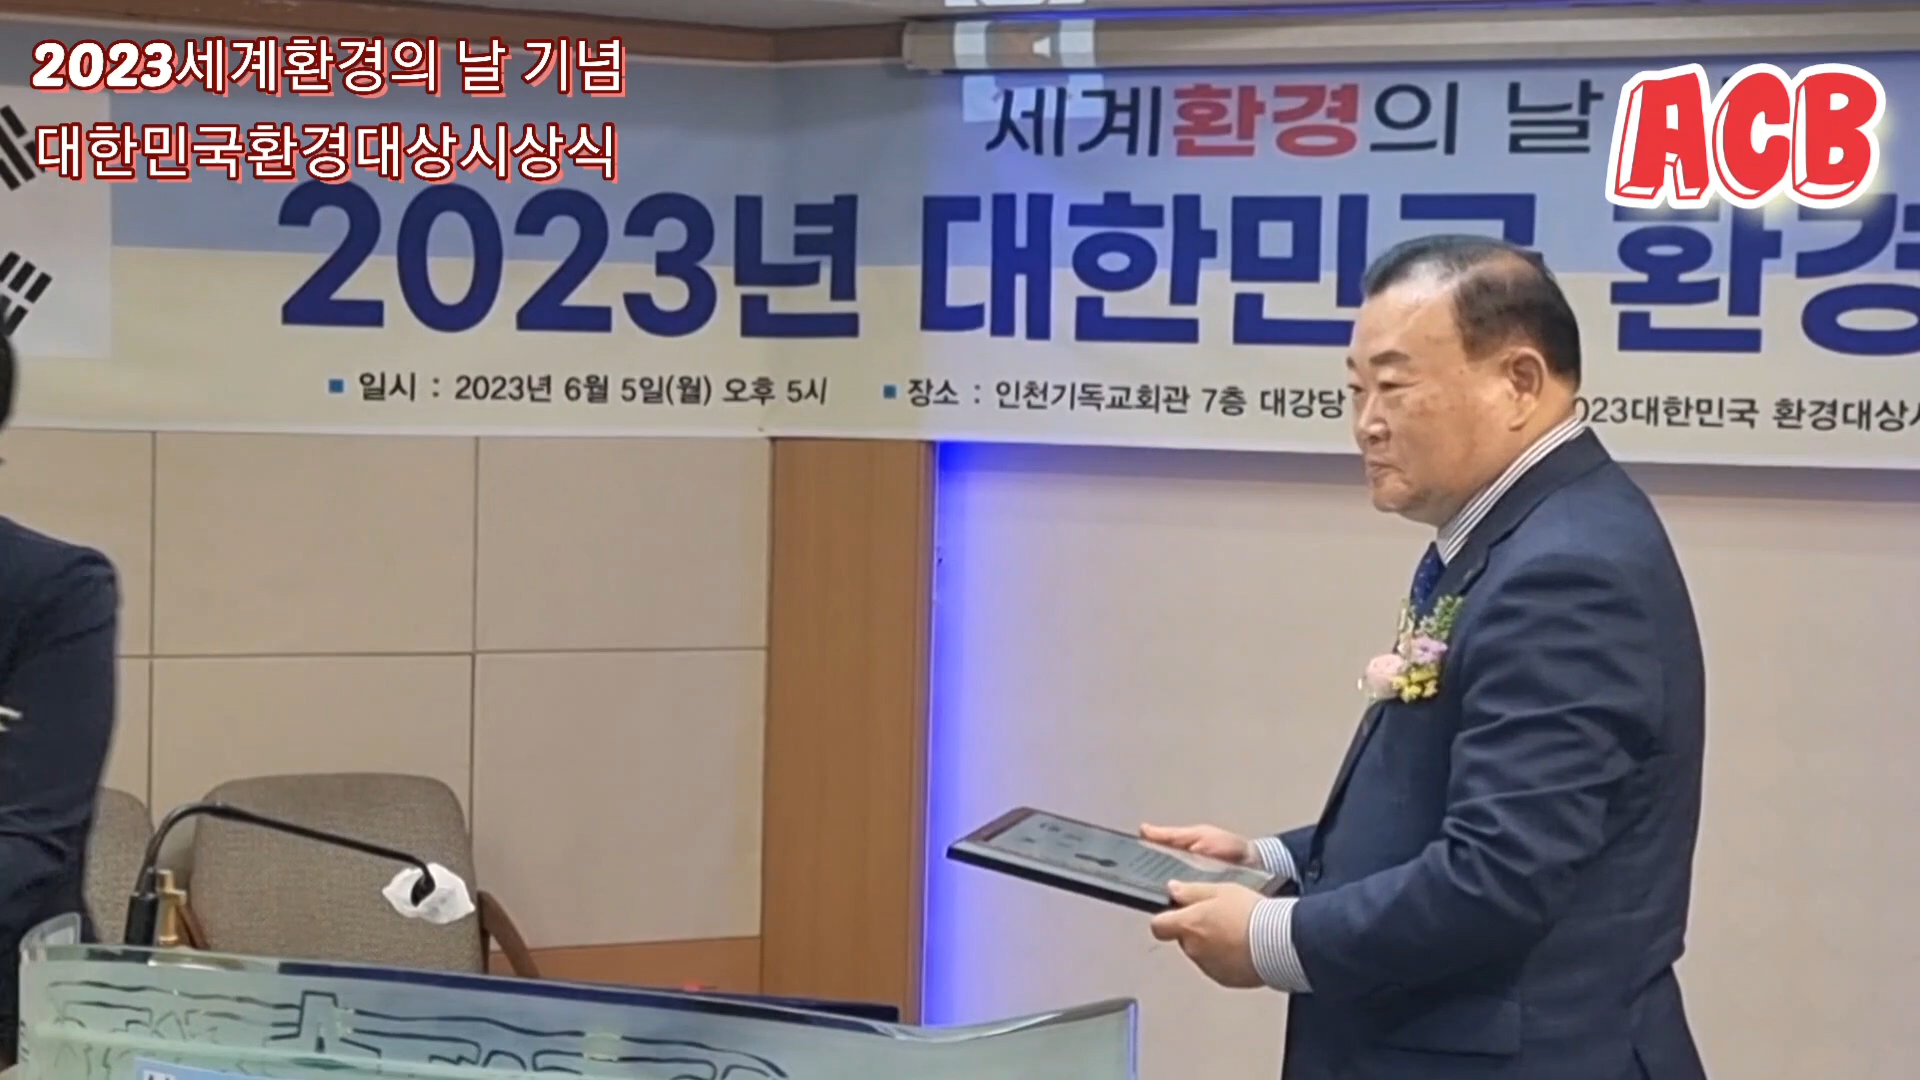 2023세계환경의 날 기념
대한민국환경대상시상식
ACB
세계환경의 날
2023년 대한민국 환경
▪ 일시 : 2023년 6월 5일(월) 오후 5시 ▪ 장소 : 인천기독교회관 7층 대강당
2023대한민국 환경대상